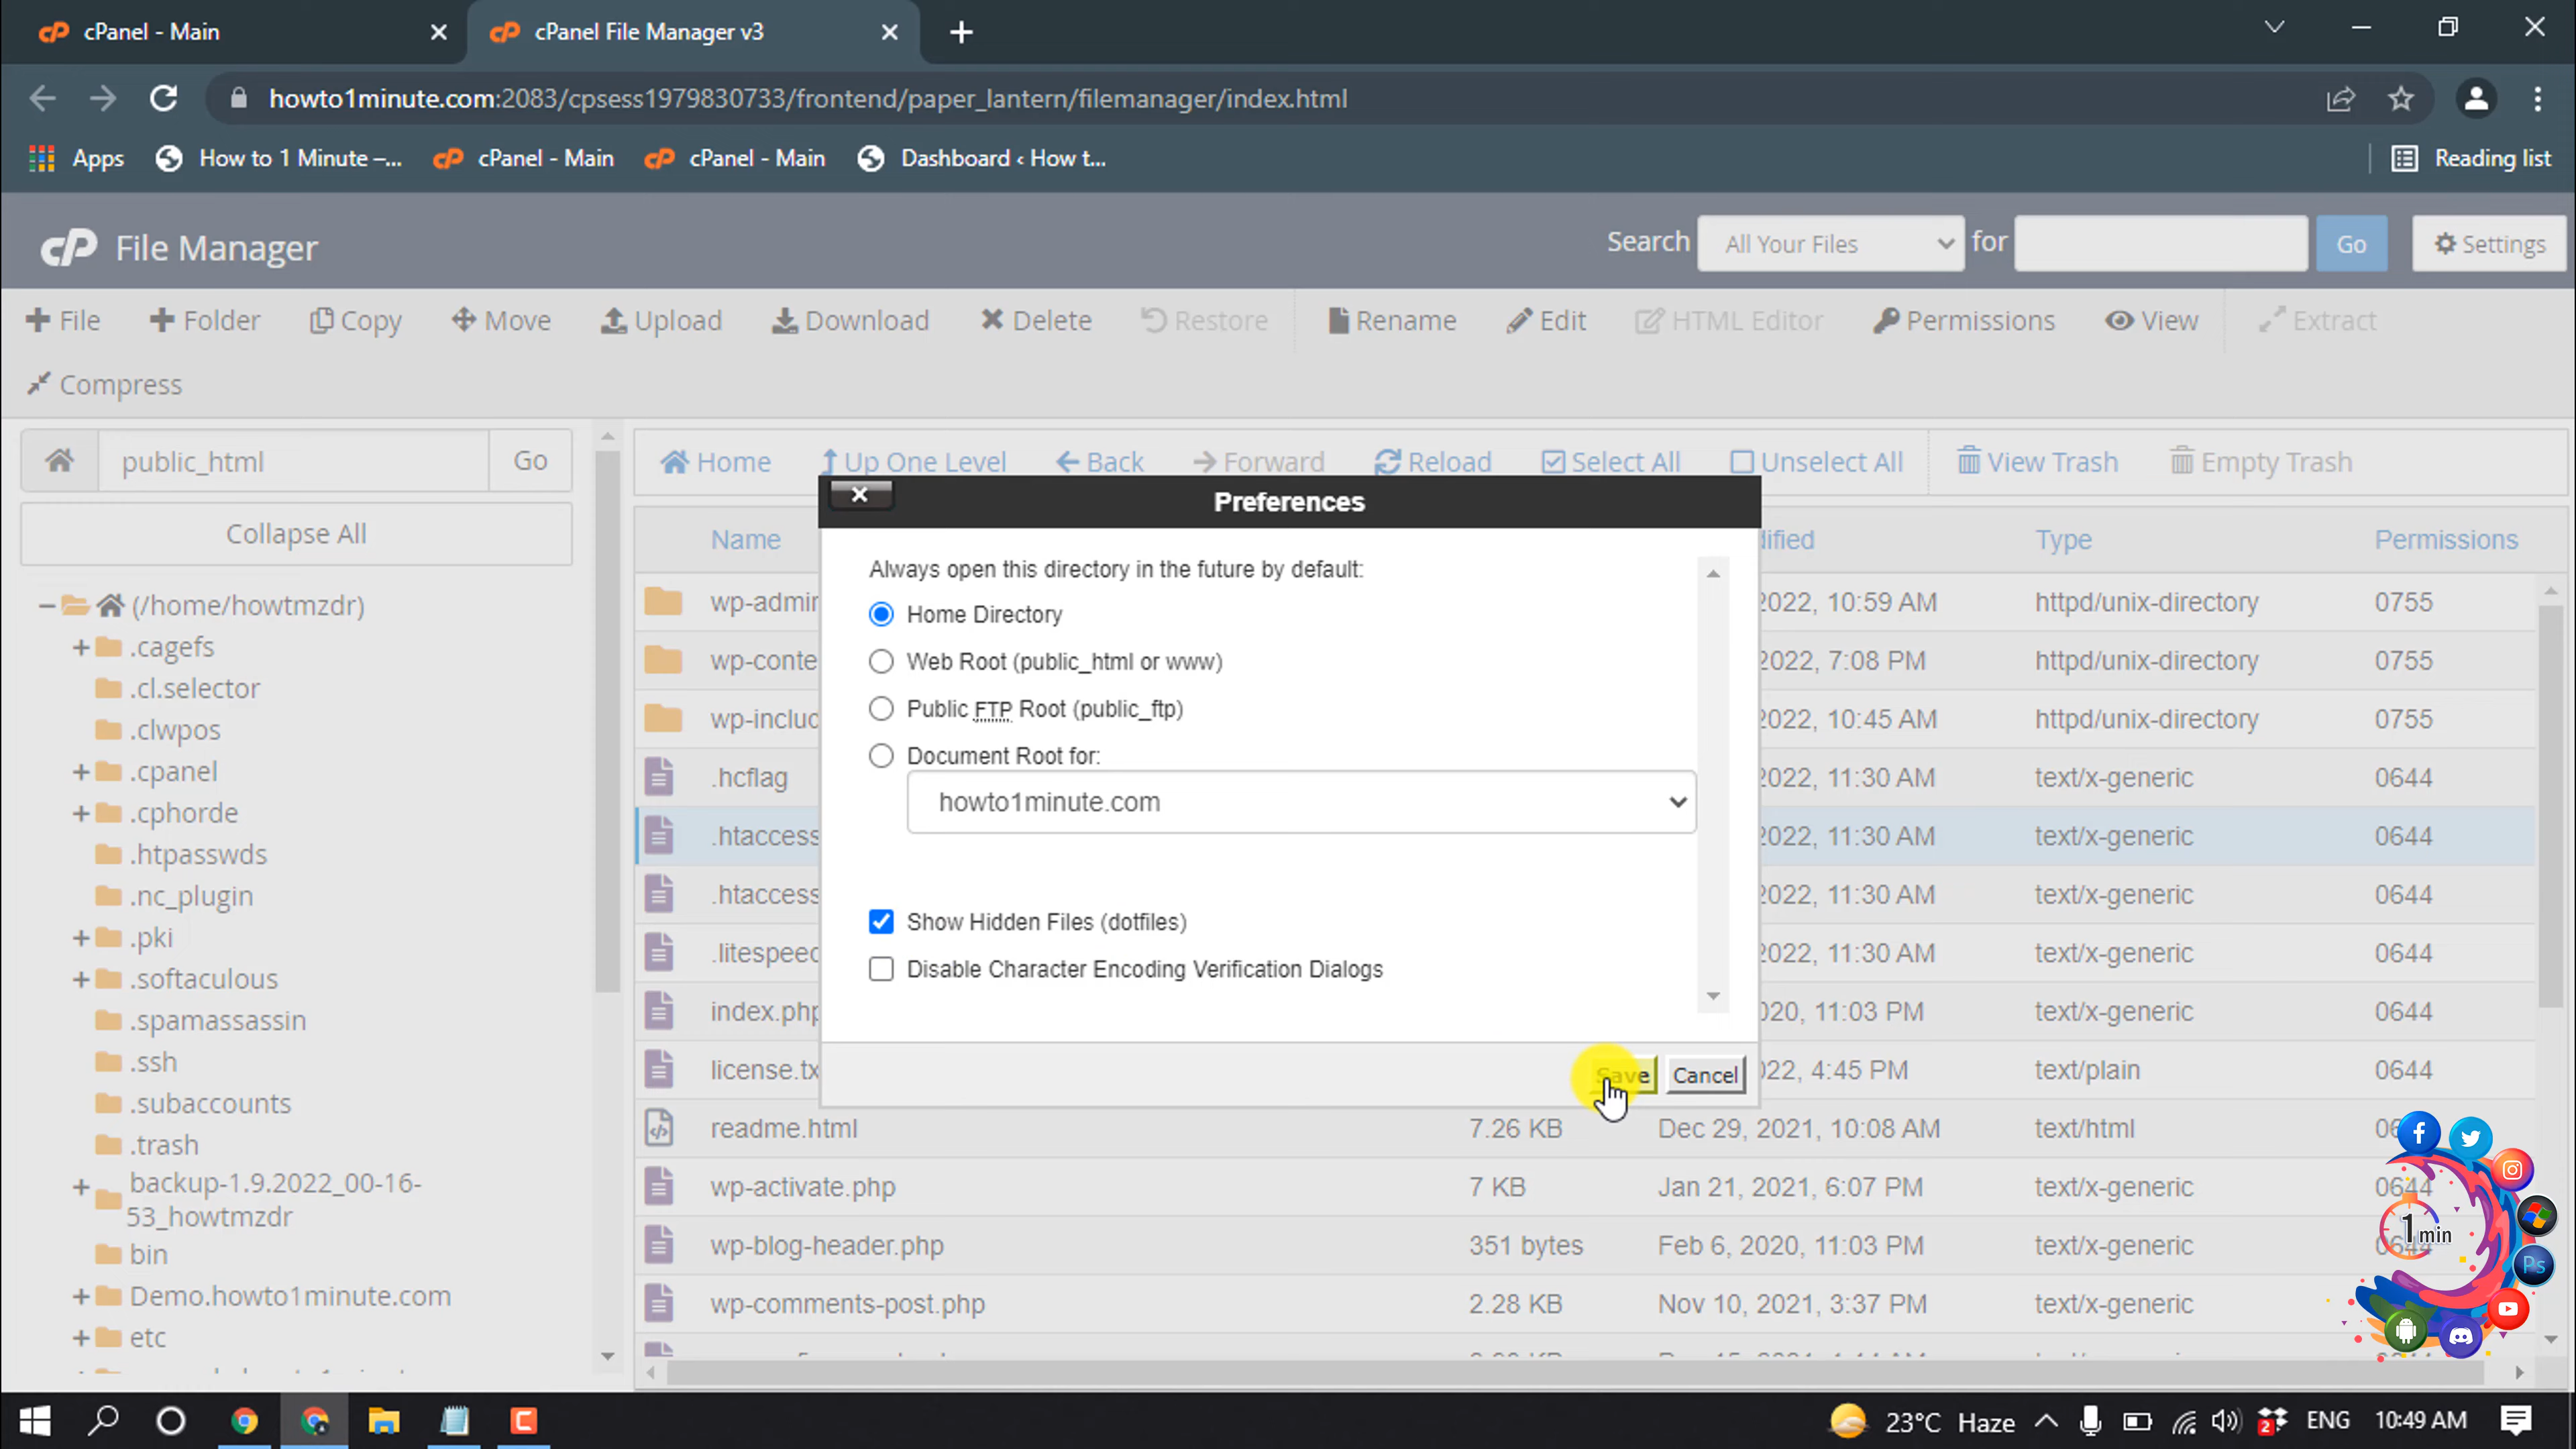 cPanel - Main
cPanel File Manager v3
howto1minute.com:2083/cpsess1979830733/frontend/paper_lantern/filemanager/index.html
Apps How to 1 Minute –... cPanel - Main cPanel - Main Dashboard ‹ How t... Reading list
cP File Manager
Search All Your Files for Go Settings
File Folder Copy Move Upload Download Delete Restore Rename Edit HTML Editor Permissions View Extract
Compress
public_html Go
Collapse All
(/home/howtmzdr)
.cagefs
.cl.selector
.clwpos
.cpanel
.cphorde
.htpasswds
.nc_plugin
.pki
.softaculous
.spamassassin
.ssh
.subaccounts
.trash
backup-1.9.2022_00-16-
53_howtmzdr
bin
Demo.howto1minute.com
etc
Home Up One Level Back Forward Reload Select All Unselect All View Trash Empty Trash
Name dified Type Permissions
wp-admin 2022, 10:59 AM httpd/unix-directory 0755
wp-conte 2022, 7:08 PM httpd/unix-directory 0755
wp-includ 2022, 10:45 AM httpd/unix-directory 0755
.hcflag 2022, 11:30 AM text/x-generic 0644
.htaccess 2022, 11:30 AM text/x-generic 0644
.htaccess 2022, 11:30 AM text/x-generic 0644
.litespeed 2022, 11:30 AM text/x-generic 0644
index.php 020, 11:03 PM text/x-generic 0644
license.tx 022, 4:45 PM text/plain 0644
readme.html 7.26 KB Dec 29, 2021, 10:08 AM text/html
wp-activate.php 7 KB Jan 21, 2021, 6:07 PM text/x-generic 0644
wp-blog-header.php 351 bytes Feb 6, 2020, 11:03 PM text/x-generic 0644
wp-comments-post.php 2.28 KB Nov 10, 2021, 3:37 PM text/x-generic
Preferences
Always open this directory in the future by default:
Home Directory
Web Root (public_html or www)
Public FTP Root (public_ftp)
Document Root for:
howto1minute.com
Show Hidden Files (dotfiles)
Disable Character Encoding Verification Dialogs
Save Cancel
1 min
Ps
23°C Haze 2 ENG 10:49 AM